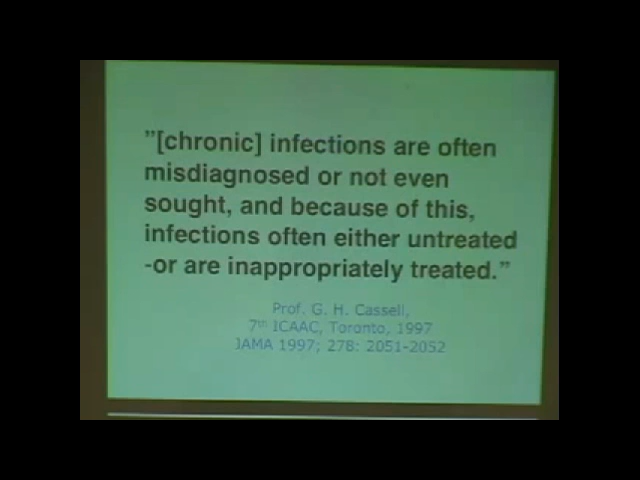 ”[chronic] infections are often
misdiagnosed or not even
sought, and because of this,
infections often either untreated
-or are inappropriately treated.”
Prof. G. H. Cassell,
7th ICAAC, Toronto, 1997
JAMA 1997; 278: 2051-2052